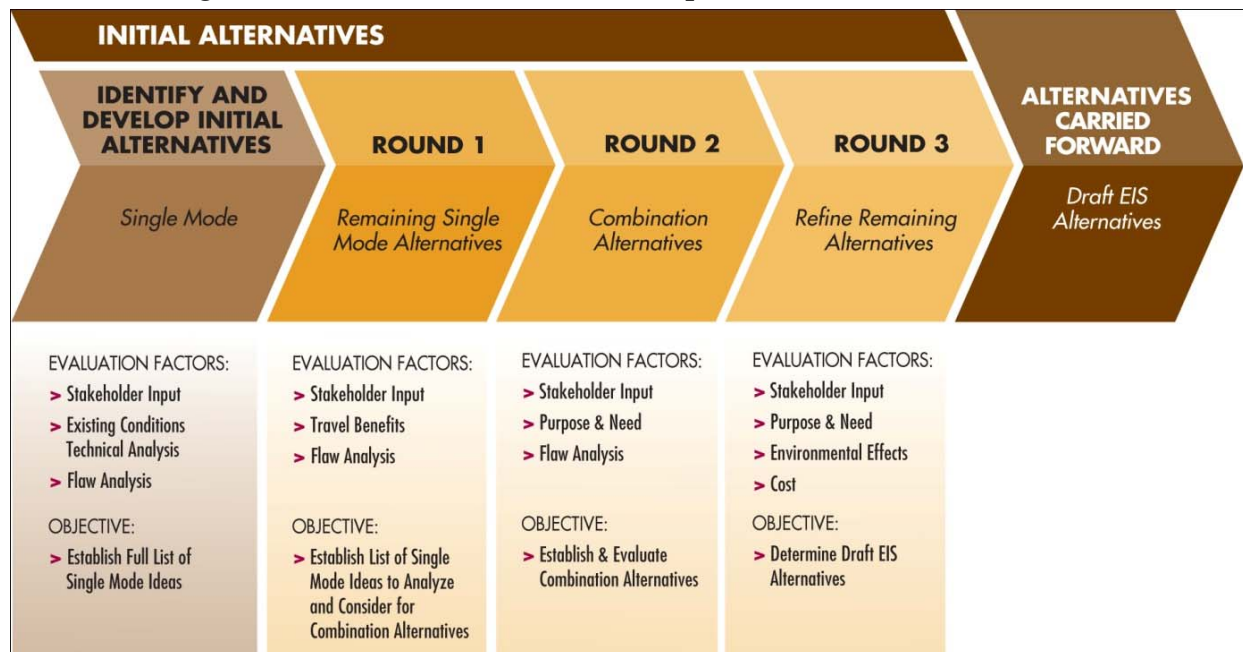 INITIAL ALTERNATIVES
IDENTIFY AND
DEVELOP INITIAL
ALTERNATIVES
Single Mode
ROUND 1
Remaining Single
Mode Alternatives
ROUND 2
Combination
Alternatives
ROUND 3
Refine Remaining
Alternatives
ALTERNATIVES
CARRIED
FORWARD
Draft EIS
Alternatives
EVALUATION FACTORS:
> Stakeholder Input
> Existing Conditions
Technical Analysis
> Flaw Analysis
OBJECTIVE:
> Establish Full List of
Single Mode Ideas
EVALUATION FACTORS:
> Stakeholder Input
> Travel Benefits
> Flaw Analysis
OBJECTIVE:
> Establish List of Single
Mode Ideas to Analyze
and Consider for
Combination Alternatives
EVALUATION FACTORS:
> Stakeholder Input
> Purpose & Need
> Flaw Analysis
OBJECTIVE:
> Establish & Evaluate
Combination Alternatives
EVALUATION FACTORS:
> Stakeholder Input
> Purpose & Need
> Environmental Effects
> Cost
OBJECTIVE:
> Determine Draft EIS
Alternatives